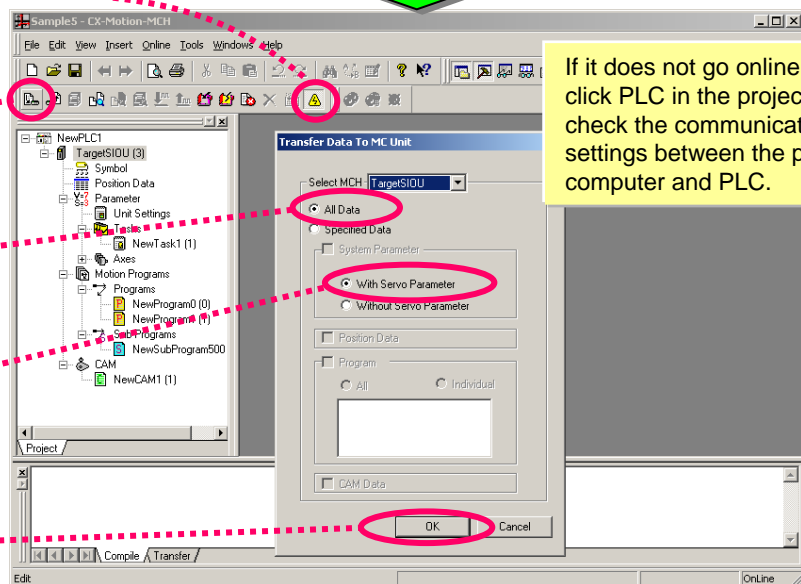 Sample5 - CX-Motion-MCH
File Edit View Insert Online Tools Windows Help
If it does not go online
click PLC in the projec
check the communicat
settings between the p
computer and PLC.
NewPLC1
TargetSIOU (3)
Symbol
Position Data
Parameter
Unit Settings
Tasks
NewTask1 (1)
Axes
Motion Programs
Programs
NewProgram0 (0)
NewProgram1 (1)
Sub Programs
NewSubProgram500
CAM
NewCAM1 (1)
Project
Transfer Data To MC Unit
Select MCH TargetSIOU
All Data
Specified Data
System Parameter
With Servo Parameter
Without Servo Parameter
Position Data
Program
All Individual
CAM Data
OK Cancel
Compile Transfer
Edit OnLine